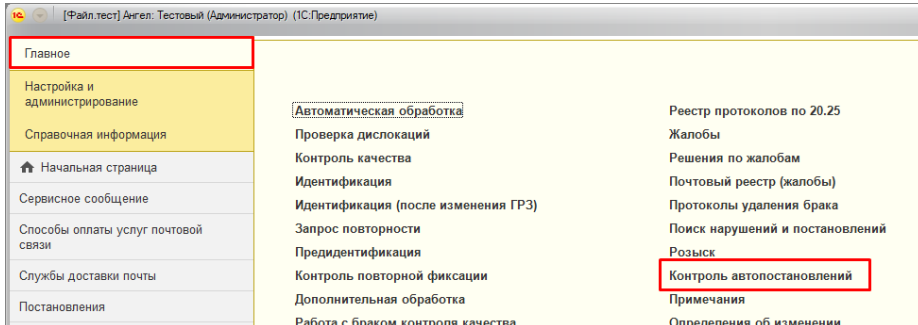 1С [Файл.тест] Ангел: Тестовый (Администратор) (1С:Предприятие)
Главное
Настройка и
администрирование
Справочная информация
Начальная страница
Сервисное сообщение
Способы оплаты услуг почтовой
связи
Службы доставки почты
Постановления
Автоматическая обработка
Проверка дислокаций
Контроль качества
Идентификация
Идентификация (после изменения ГРЗ)
Запрос повторности
Предидентификация
Контроль повторной фиксации
Дополнительная обработка
Работа с браком контроля качества
Реестр протоколов по 20.25
Жалобы
Решения по жалобам
Почтовый реестр (жалобы)
Протоколы удаления брака
Поиск нарушений и постановлений
Розыск
Контроль автопостановлений
Примечания
Определения об изменении